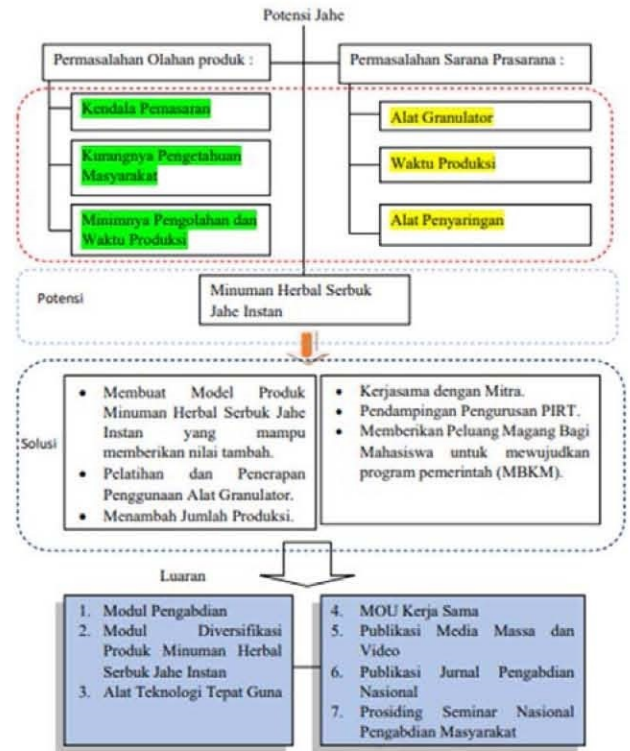 Potensi Jahe
Permasalahan Olahan produk :
Kendala Pemasaran
Kurangnya Pengetahuan
Masyarakat
Minimnya Pengolahan dan
Waktu Produksi
Permasalahan Sarana Prasarana :
Alat Granulator
Waktu Produksi
Alat Penyaringan
Potensi
Minuman Herbal Serbuk
Jahe Instan
Solusi
• Membuat Model Produk
Minuman Herbal Serbuk Jahe
Instan yang mampu
memberikan nilai tambah.
• Pelatihan dan Penerapan
Penggunaan Alat Granulator.
• Menambah Jumlah Produksi.
• Kerjasama dengan Mitra.
• Pendampingan Pengurusan PIRT.
• Memberikan Peluang Magang Bagi
Mahasiswa untuk mewujudkan
program pemerintah (MBKM).
Luaran
1. Modul Pengabdian
2. Modul Diversifikasi
Produk Minuman Herbal
Serbuk Jahe Instan
3. Alat Teknologi Tepat Guna
4. MOU Kerja Sama
5. Publikasi Media Massa dan
Video
6. Publikasi Jurnal Pengabdian
Nasional
7. Prosiding Seminar Nasional
Pengabdian Masyarakat